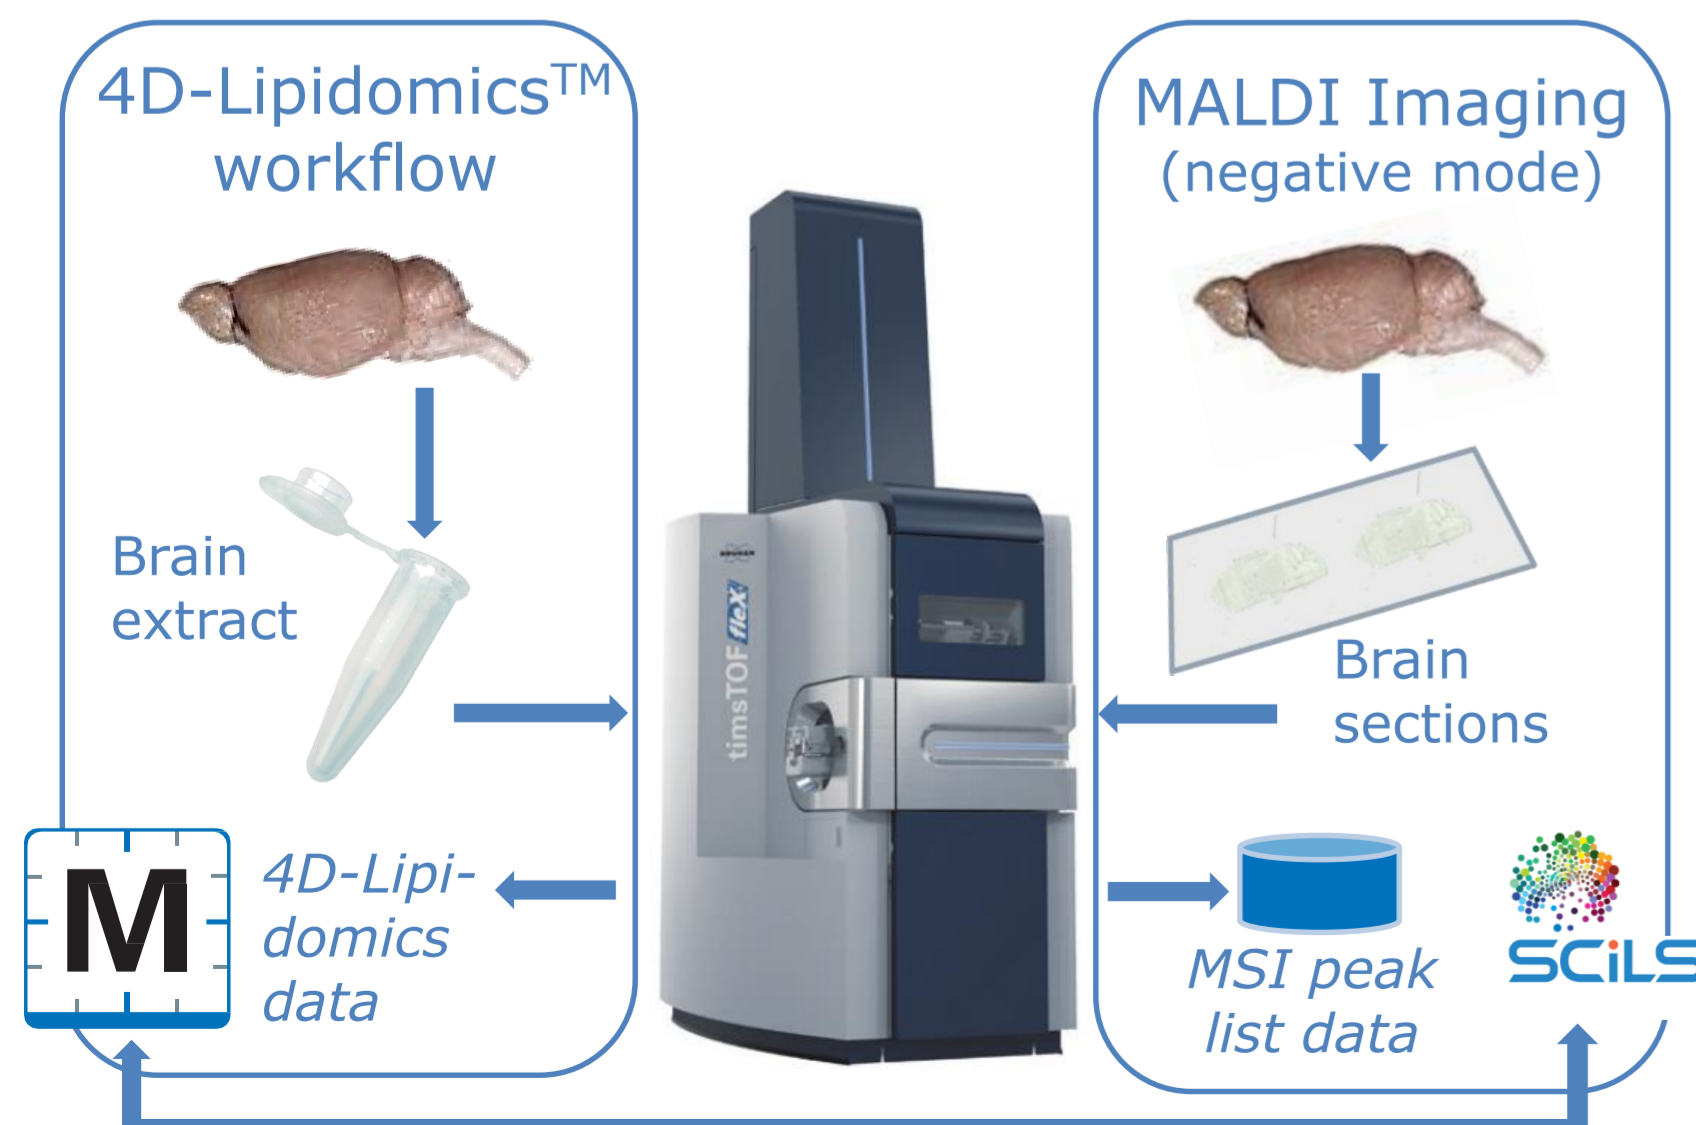 4D-Lipidomics™
workflow
Brain
extract
4D-Lipi-
domics
data
M
BRUKER
timsTOF fleX
MALDI Imaging
(negative mode)
Brain
sections
MSI peak
list data
SCiLS